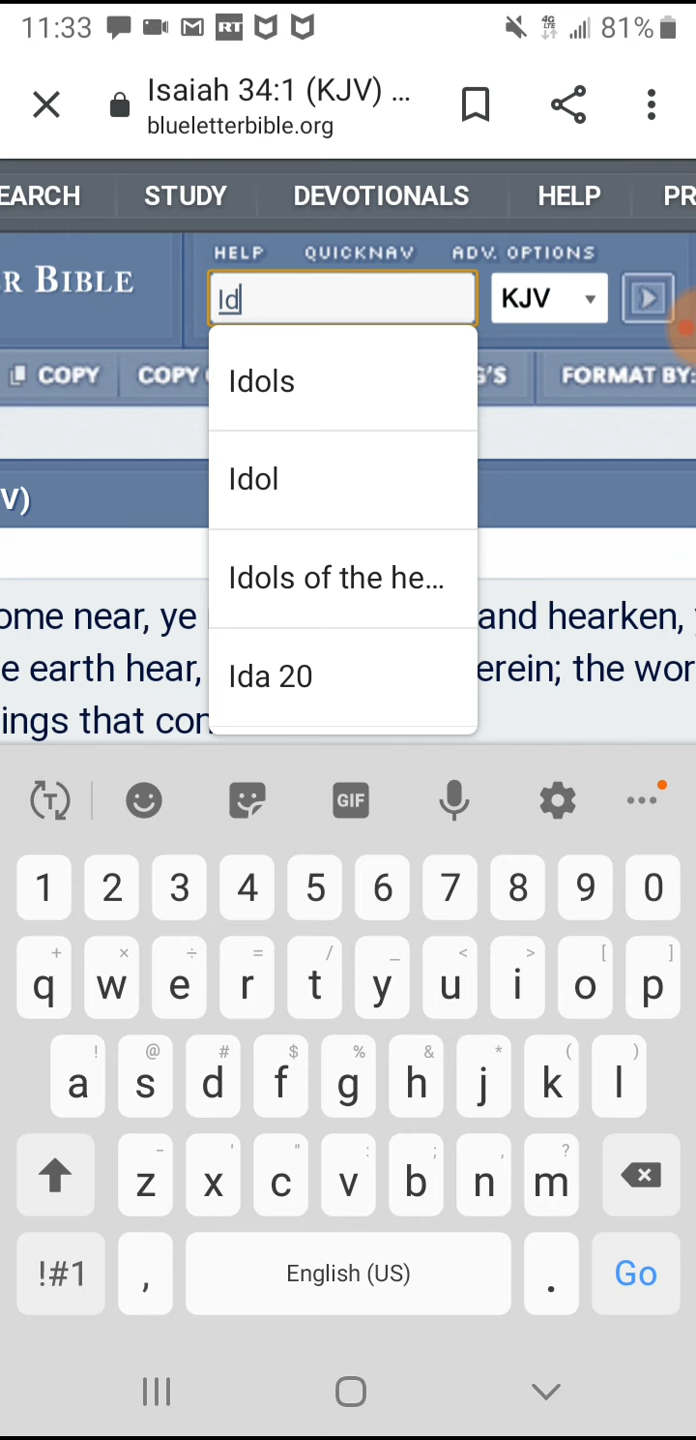 11:33 RT 4G LTE 81%
Isaiah 34:1 (KJV) ...
blueletterbible.org
EARCH STUDY DEVOTIONALS HELP PR
HELP QUICKNAV ADV. OPTIONS
R BIBLE
Id KJV
COPY COPY G'S FORMAT BY:
Idols
Idol
V)
Idols of the he...
ome near, ye and hearken, y
e earth hear, erein; the wor
Ida 20
ings that con
T GIF ...
1 2 3 4 5 6 7 8 9 0
+ × ÷ = / _ < > [ ]
q w e r t y u i o p
! @ # $ % & * ( )
a s d f g h j k l
- ' " : ; , ?
z x c v b n m
!#1 , English (US) . Go